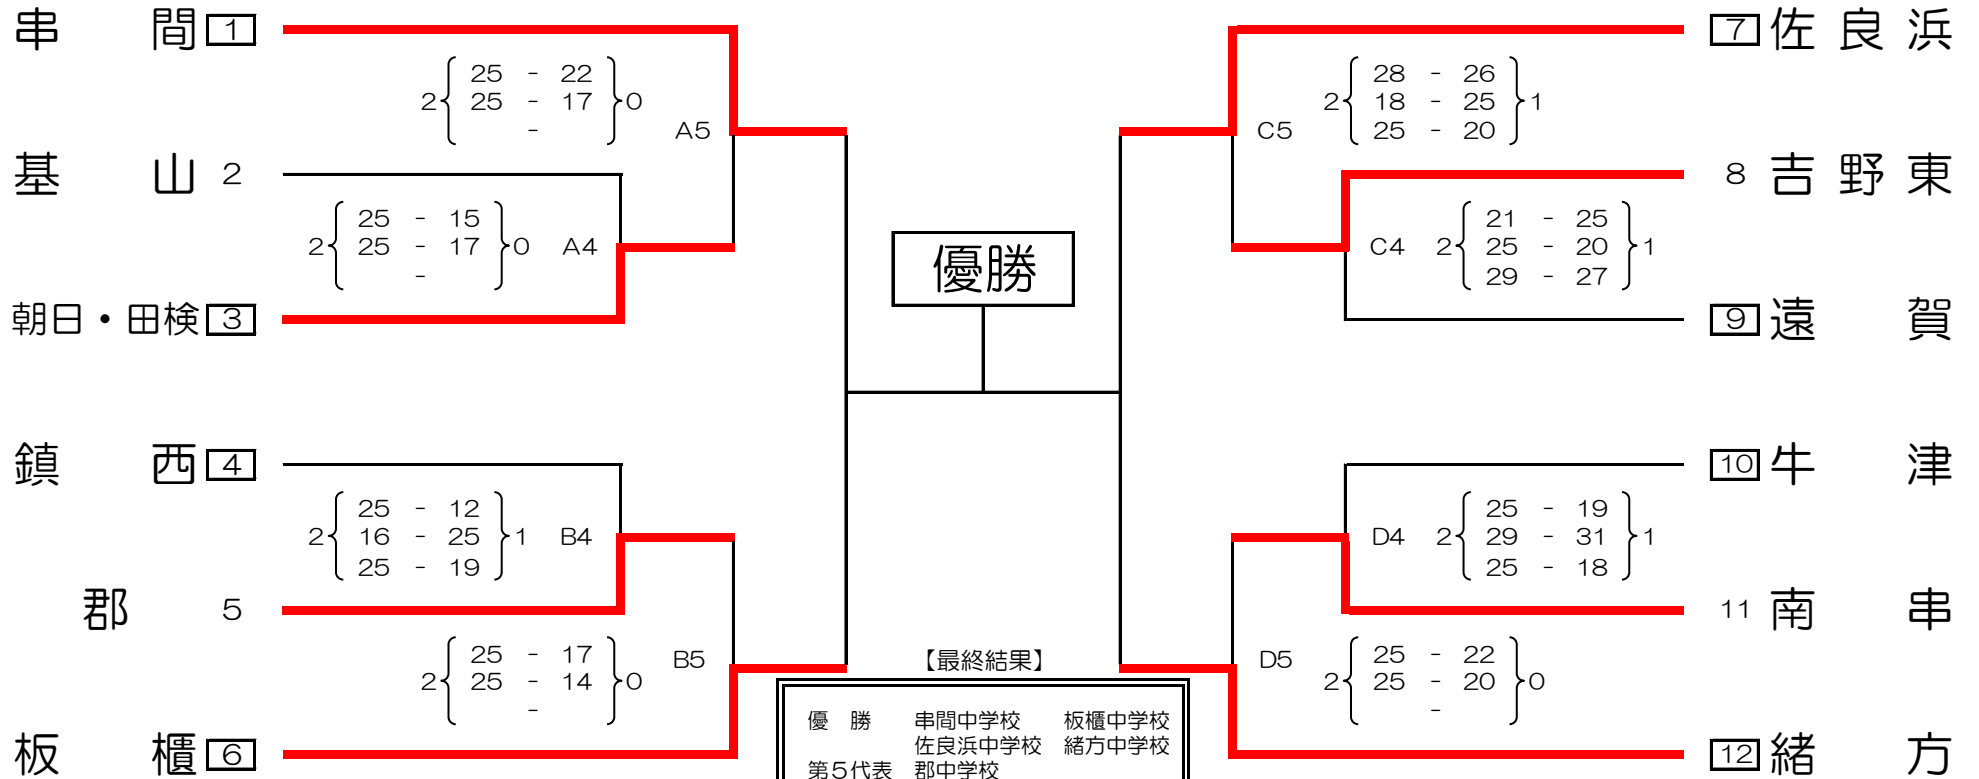 串間 1
2 { 25 - 22 } 0
25 - 17
-
A5
基山 2
2 { 25 - 15 } 0
25 - 17
-
A4
朝日・田検 3
鎮西 4
2 { 25 - 12 } 1
16 - 25
25 - 19
B4
郡 5
2 { 25 - 17 } 0
25 - 14
-
B5
板櫃 6
優勝
7 佐良浜
2 { 28 - 26 } 1
18 - 25
25 - 20
C5
8 吉野東
C4
2 { 21 - 25 } 1
25 - 20
29 - 27
9 遠賀
10 牛津
D4
2 { 25 - 19 } 1
29 - 31
25 - 18
11 南串
D5
2 { 25 - 22 } 0
25 - 20
-
12 緒方
【最終結果】
優 勝 串間中学校 板櫃中学校
佐良浜中学校 緒方中学校
第5代表 郡中学校